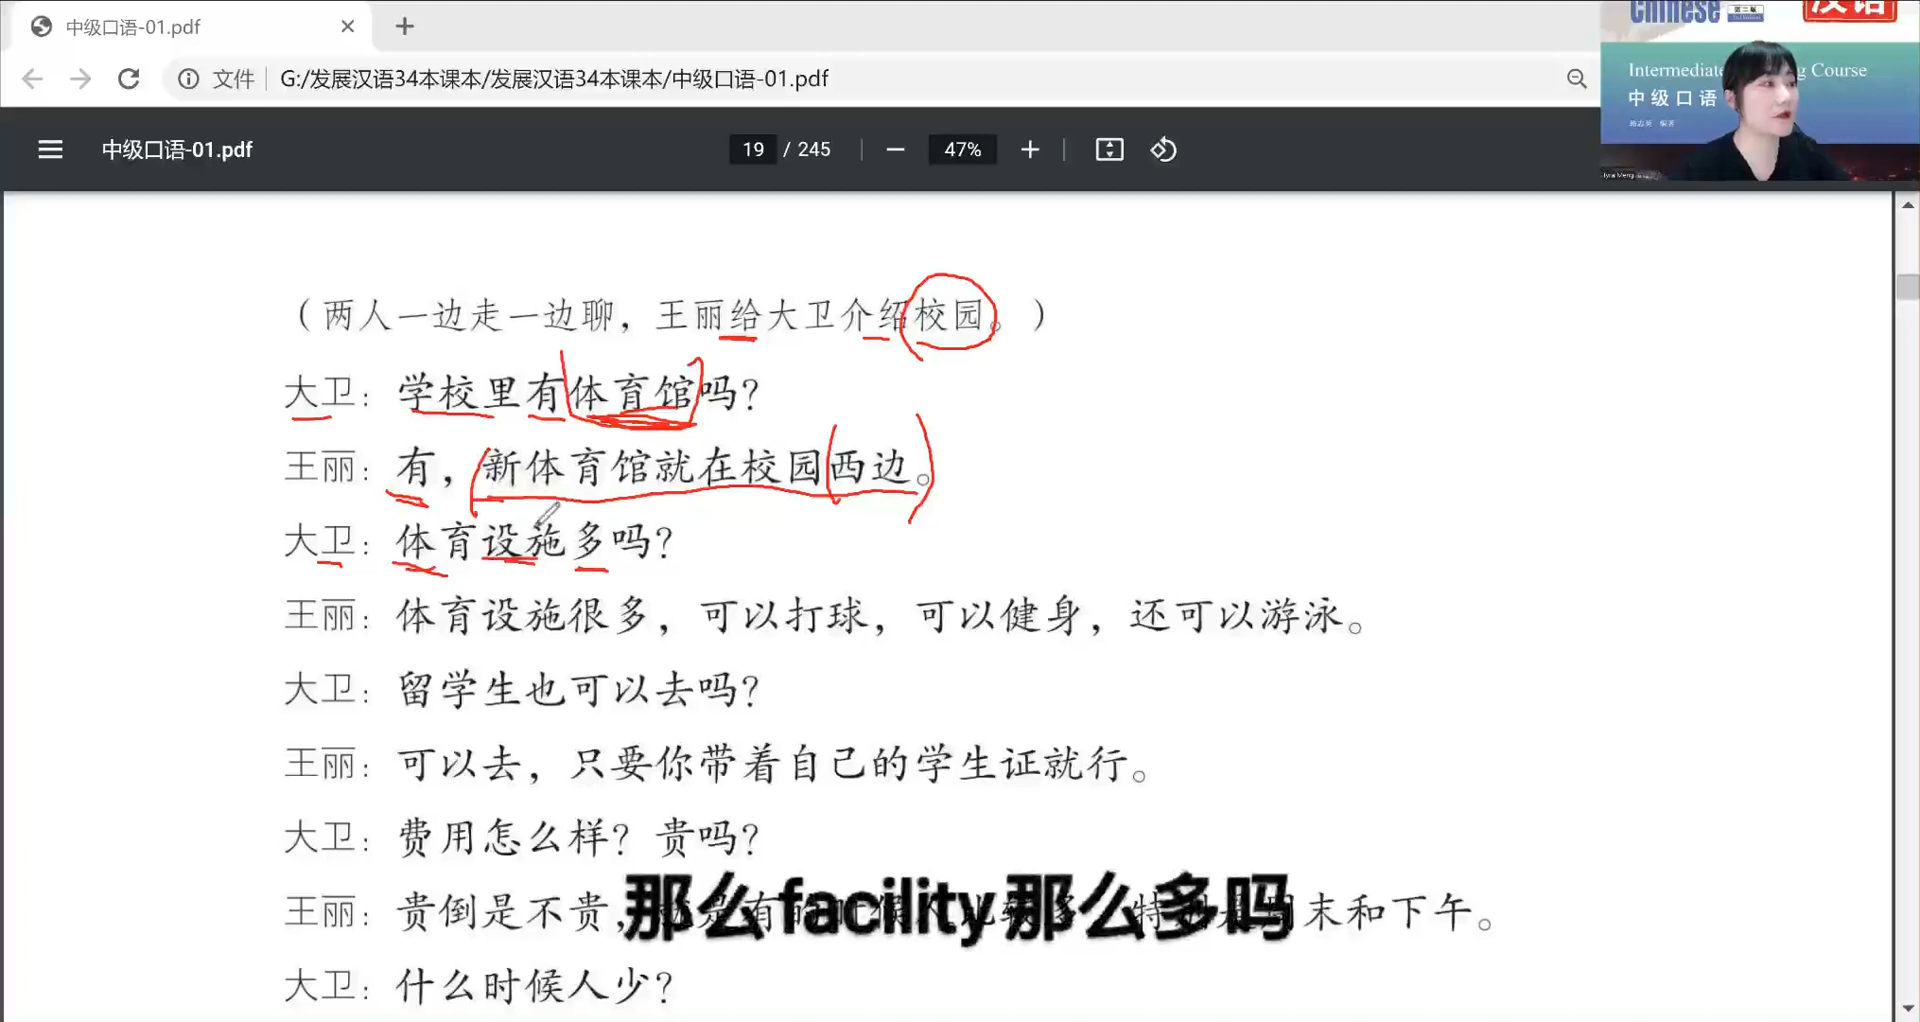 中级口语-01.pdf
文件 G:/发展汉语34本课本/发展汉语34本课本/中级口语-01.pdf
中级口语-01.pdf 19 / 245 47%
Chinese 第二版 汉语
Intermediate g Course
中级口语
（两人一边走一边聊，王丽给大卫介绍校园。）
大卫：学校里有体育馆吗？
王丽：有，新体育馆就在校园西边。
大卫：体育设施多吗？
王丽：体育设施很多，可以打球，可以健身，还可以游泳。
大卫：留学生也可以去吗？
王丽：可以去，只要你带着自己的学生证就行。
大卫：费用怎么样？贵吗？
王丽：贵倒是不贵，末和下午。
那么facility那么多吗
大卫：什么时候人少？